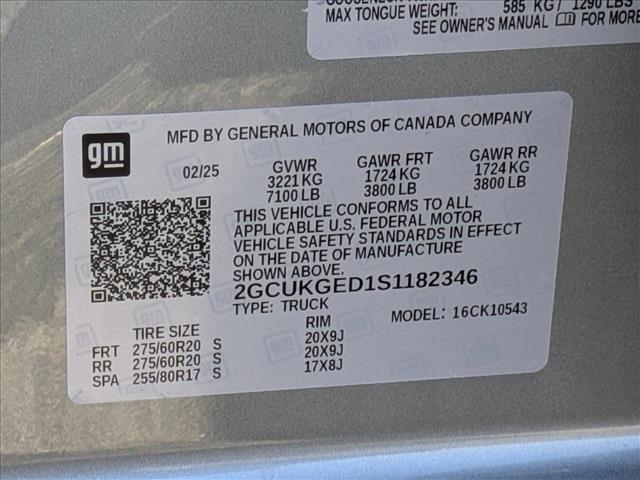 MAX TONGUE WEIGHT: 585 KG / 1290 LBS
SEE OWNER'S MANUAL FOR MORE
gm
MFD BY GENERAL MOTORS OF CANADA COMPANY
02/25 GVWR GAWR FRT GAWR RR
3221 KG 1724 KG 1724 KG
7100 LB 3800 LB 3800 LB
THIS VEHICLE CONFORMS TO ALL
APPLICABLE U.S. FEDERAL MOTOR
VEHICLE SAFETY STANDARDS IN EFFECT
ON THE DATE OF MANUFACTURE
SHOWN ABOVE.
2GCUKGED1S1182346
TYPE: TRUCK MODEL: 16CK10543
TIRE SIZE RIM
FRT 275/60R20 S 20X9J
RR 275/60R20 S 20X9J
SPA 255/80R17 S 17X8J